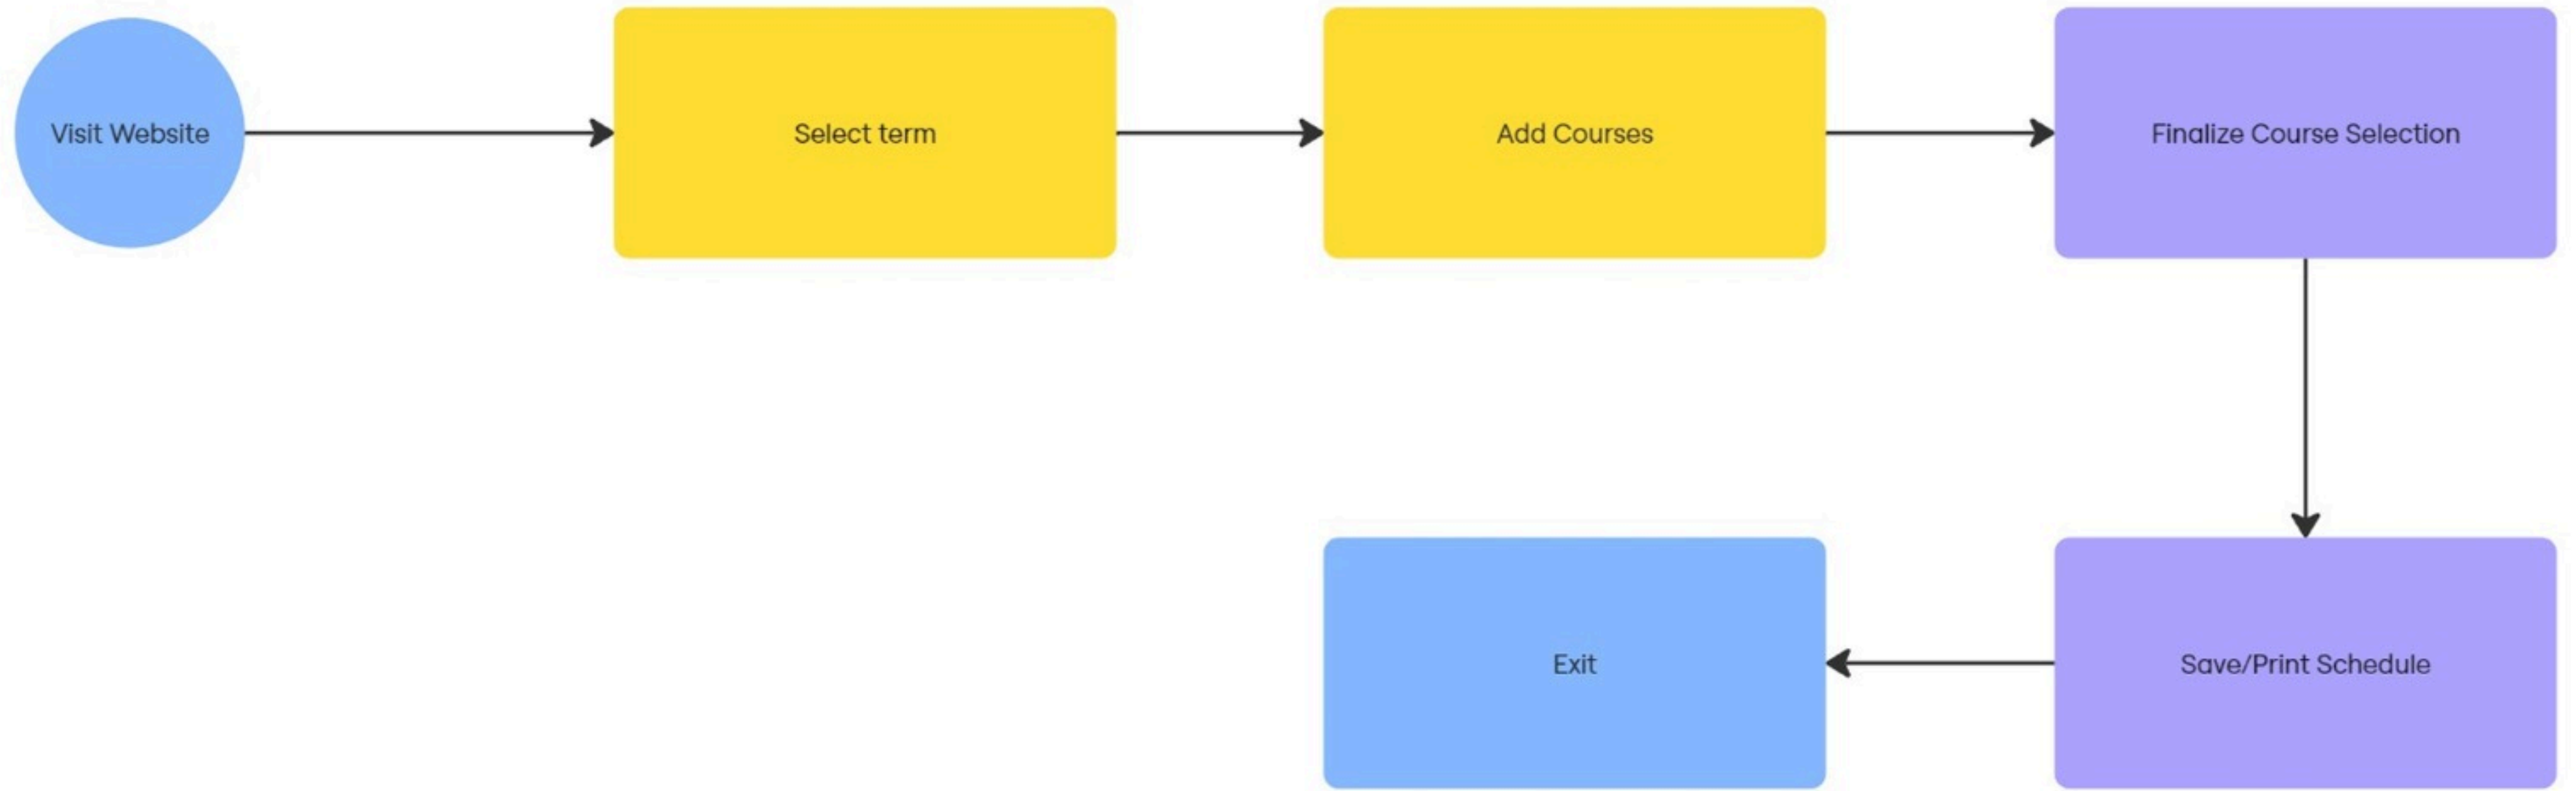 Visit Website
Select term
Add Courses
Finalize Course Selection
Exit
Save/Print Schedule